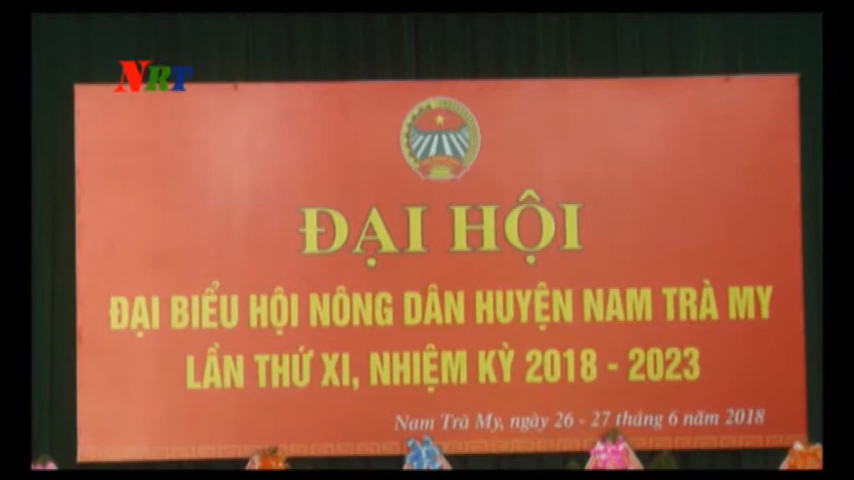 NRT
ĐẠI HỘI
ĐẠI BIỂU HỘI NÔNG DÂN HUYỆN NAM TRÀ MY
LẦN THỨ XI, NHIỆM KỲ 2018 - 2023
Nam Trà My, ngày 26 - 27 tháng 6 năm 2018